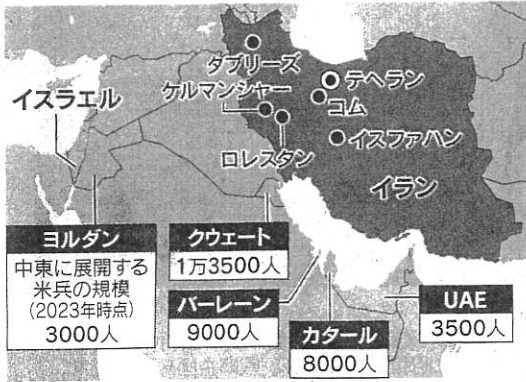 タブリーズ
テヘラン
ケルマンシャー
コム
イスラエル
イスファハン
ロレスタン
イラン
ヨルダン
中東に展開する
米兵の規模
(2023年時点)
3000人
クウェート
1万3500人
バーレーン
9000人
カタール
8000人
UAE
3500人